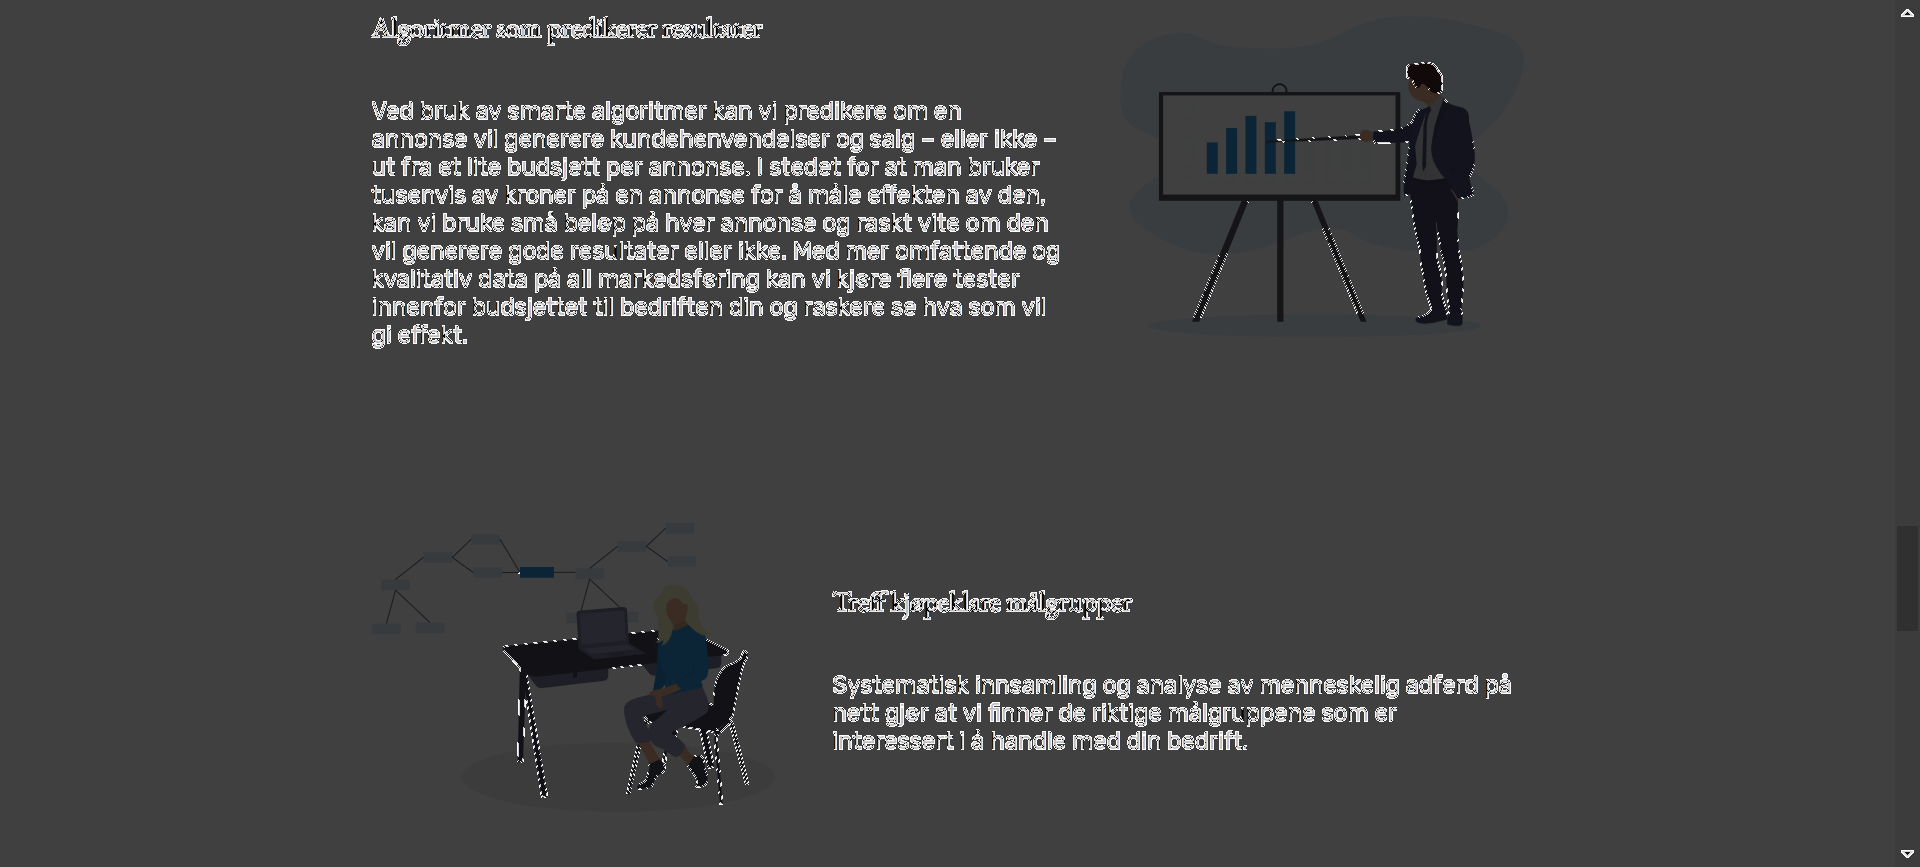 Algoritmer som predikerer resultater
Ved bruk av smarte algoritmer kan vi predikere om en
annonse vil generere kundehenvendelser og salg – eller ikke –
ut fra et lite budsjett per annonse. I stedet for at man bruker
tusenvis av kroner på en annonse for å måle effekten av den,
kan vi bruke små beløp på hver annonse og raskt vite om den
vil generere gode resultater eller ikke. Med mer omfattende og
kvalitativ data på all markedsføring kan vi kjøre flere tester
innenfor budsjettet til bedriften din og raskere se hva som vil
gi effekt.
Treff kjøpeklare målgrupper
Systematisk innsamling og analyse av menneskelig adferd på
nett gjør at vi finner de riktige målgruppene som er
interessert i å handle med din bedrift.